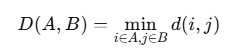 D(A, B) = min_{i∈A, j∈B} d(i, j)